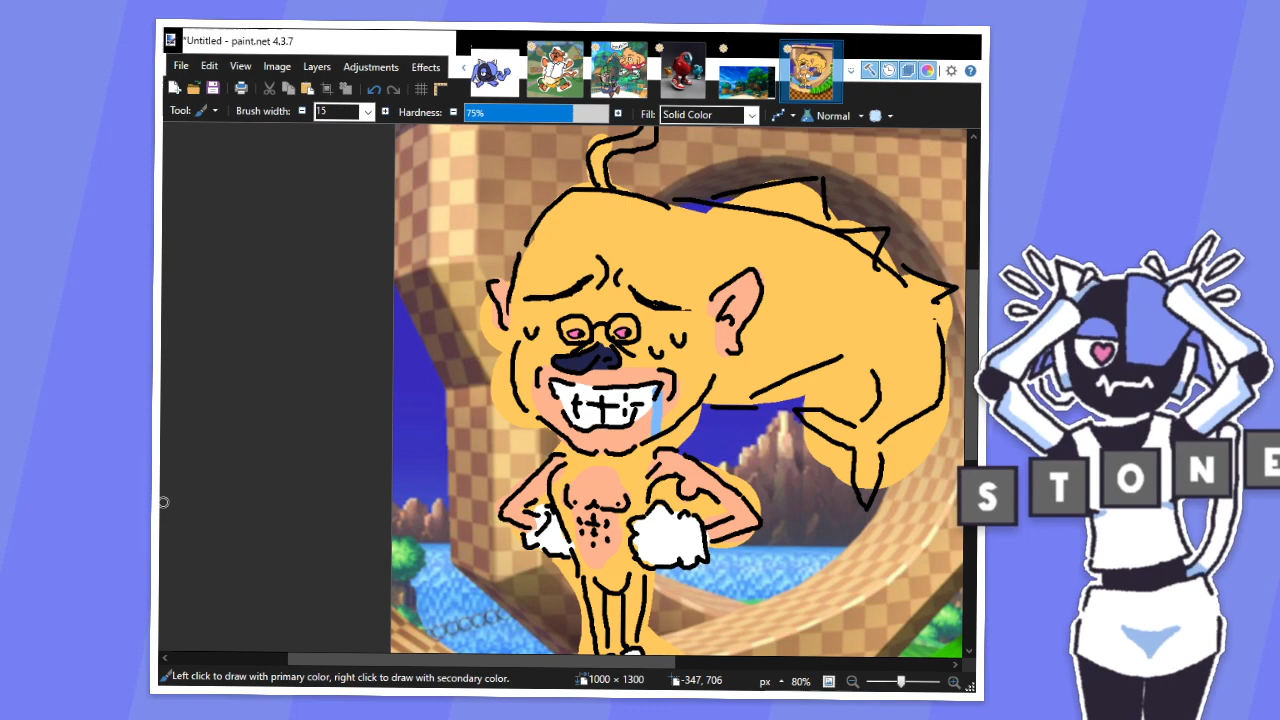 *Untitled - paint.net 4.3.7
File Edit View Image Layers Adjustments Effects
Tool: Brush width: 15 Hardness: 75% Fill: Solid Color Normal
STONE
Left click to draw with primary color, right click to draw with secondary color. 1000 × 1300 -347, 706 px 80%